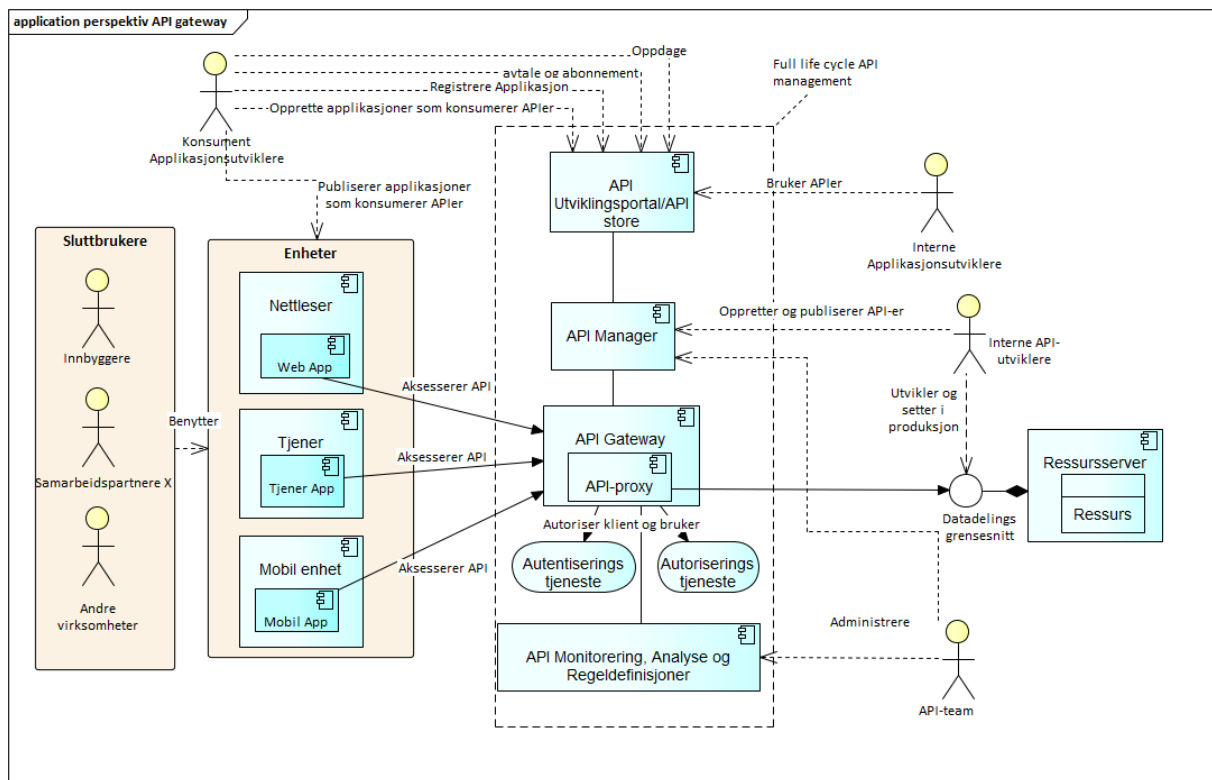 application perspektiv API gateway
Oppdage
avtale og abonnement
Registrere Applikasjon
Opprette applikasjoner som konsumerer APIer
Full life cycle API
management
Konsument
Applikasjonsutviklere
Publiserer applikasjoner
som konsumerer APIer
API
Utviklingsportal/API
store
Bruker APIer
Interne
Applikasjonsutviklere
Sluttbrukere
Innbyggere
Samarbeidspartnere X
Andre
virksomheter
Benytter
Enheter
Nettleser
Web App
Tjener
Tjener App
Mobil enhet
Mobil App
Aksesserer API
Aksesserer API
Aksesserer API
API Manager
Oppretter og publiserer API-er
Interne API-
utviklere
Utvikler og
setter i
produksjon
API Gateway
API-proxy
Autoriser klient og bruker
Autentiserings
tjeneste
Autoriserings
tjeneste
Datadelings
grensesnitt
Ressursserver
Ressurs
API Monitorering, Analyse og
Regeldefinisjoner
Administrere
API-team